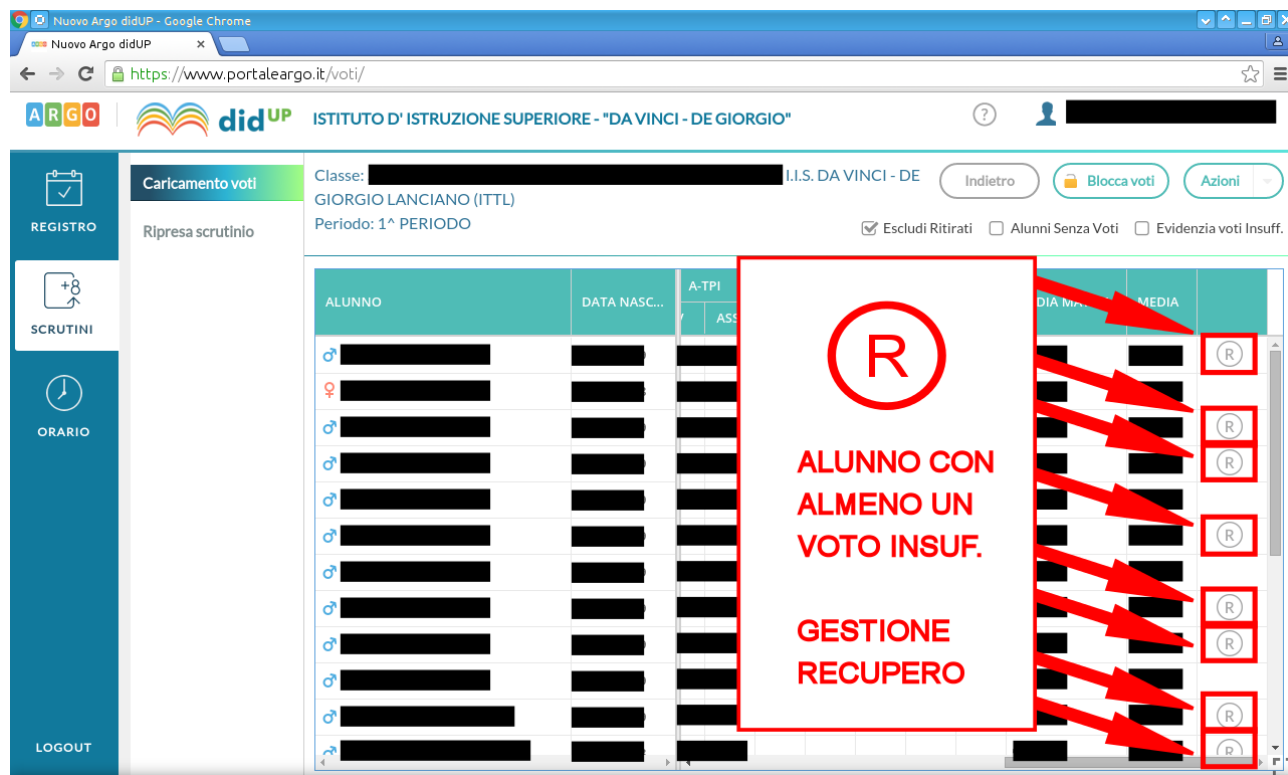 Nuovo Argo didUP - Google Chrome
Nuovo Argo didUP
https://www.portaleargo.it/voti/
ARGO
didUP
ISTITUTO D' ISTRUZIONE SUPERIORE - "DA VINCI - DE GIORGIO"
?
REGISTRO
+8
SCRUTINI
ORARIO
LOGOUT
Caricamento voti
Ripresa scrutinio
Classe: I.I.S. DA VINCI - DE
GIORGIO LANCIANO (ITTL)
Periodo: 1^ PERIODO
Indietro
Blocca voti
Azioni
Escludi Ritirati
Alunni Senza Voti
Evidenzia voti Insuff.
ALUNNO
DATA NASC...
A-TPI
ASS
MEDIA
R
ALUNNO CON
ALMENO UN
VOTO INSUF.
GESTIONE
RECUPERO
R
R
R
R
R
R
R
R